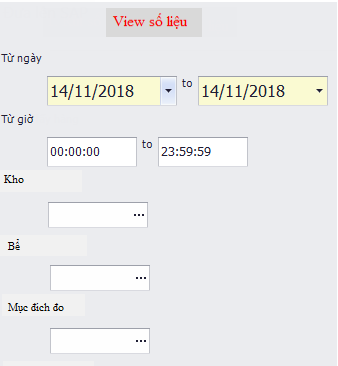 View số liệu
Từ ngày
14/11/2018 to 14/11/2018
Từ giờ
00:00:00 to 23:59:59
Kho
...
Bể
...
Mục đích đo
...